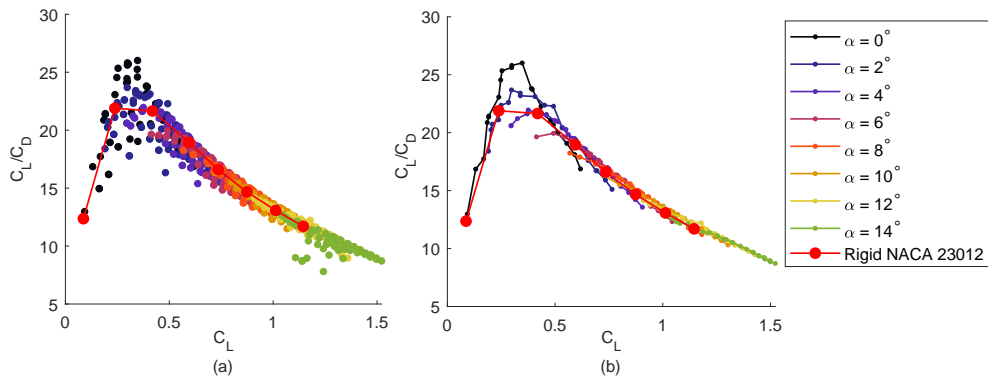 30
25
20
15
10
5
C_L/C_D
0
0.5
1
1.5
C_L
(a)
30
25
20
15
10
5
C_L/C_D
0
0.5
1
1.5
C_L
(b)
α = 0°
α = 2°
α = 4°
α = 6°
α = 8°
α = 10°
α = 12°
α = 14°
Rigid NACA 23012